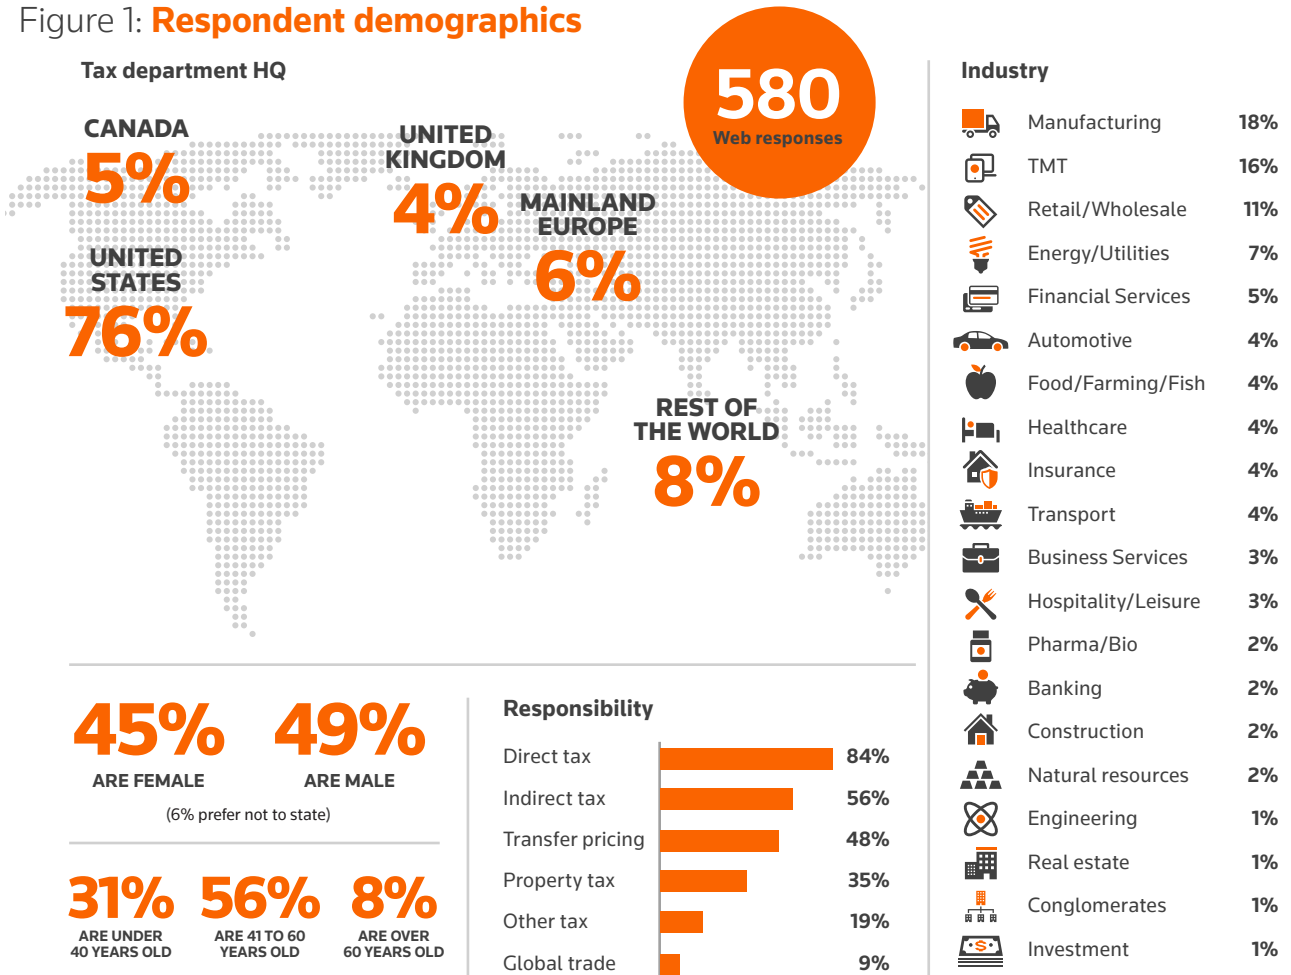 Figure 1: Respondent demographics
Tax department HQ
580
Web responses
CANADA
5%
UNITED
KINGDOM
4%
MAINLAND
EUROPE
6%
UNITED
STATES
76%
REST OF
THE WORLD
8%
45%
ARE FEMALE
49%
ARE MALE
(6% prefer not to state)
31%
ARE UNDER
40 YEARS OLD
56%
ARE 41 TO 60
YEARS OLD
8%
ARE OVER
60 YEARS OLD
Responsibility
Direct tax 84%
Indirect tax 56%
Transfer pricing 48%
Property tax 35%
Other tax 19%
Global trade 9%
Industry
Manufacturing 18%
TMT 16%
Retail/Wholesale 11%
Energy/Utilities 7%
Financial Services 5%
Automotive 4%
Food/Farming/Fish 4%
Healthcare 4%
Insurance 4%
Transport 4%
Business Services 3%
Hospitality/Leisure 3%
Pharma/Bio 2%
Banking 2%
Construction 2%
Natural resources 2%
Engineering 1%
Real estate 1%
Conglomerates 1%
Investment 1%